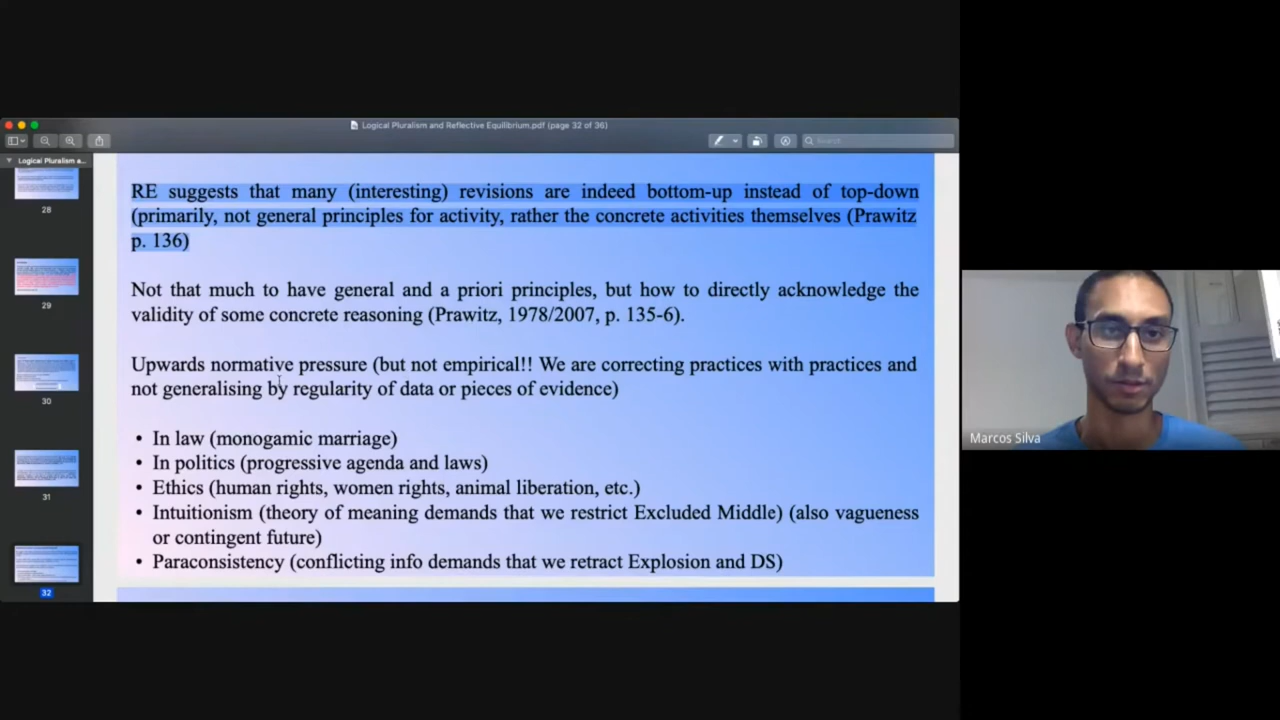 Logical Pluralism and Reflective Equilibrium.pdf (page 32 of 36)
Search
Logical Pluralism a...
28
29
30
31
32
RE suggests that many (interesting) revisions are indeed bottom-up instead of top-down
(primarily, not general principles for activity, rather the concrete activities themselves (Prawitz
p. 136)
Not that much to have general and a priori principles, but how to directly acknowledge the
validity of some concrete reasoning (Prawitz, 1978/2007, p. 135-6).
Upwards normative pressure (but not empirical!! We are correcting practices with practices and
not generalising by regularity of data or pieces of evidence)
• In law (monogamic marriage)
• In politics (progressive agenda and laws)
• Ethics (human rights, women rights, animal liberation, etc.)
• Intuitionism (theory of meaning demands that we restrict Excluded Middle) (also vagueness
or contingent future)
• Paraconsistency (conflicting info demands that we retract Explosion and DS)
Marcos Silva